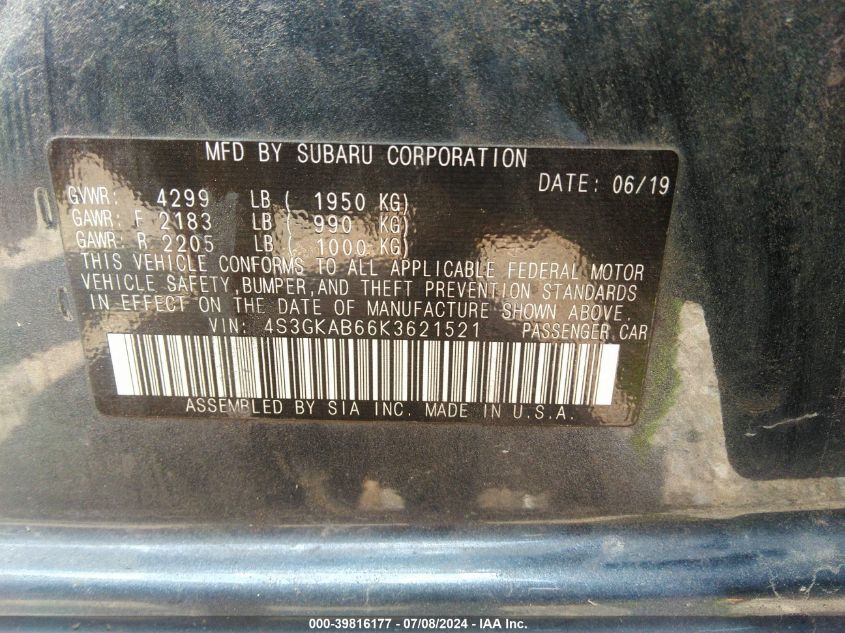 MFD BY SUBARU CORPORATION
DATE: 06/19
GVWR: 4299 LB ( 1950 KG)
GAWR: F 2183 LB ( 990 KG)
GAWR: R 2205 LB ( 1000 KG)
THIS VEHICLE CONFORMS TO ALL APPLICABLE FEDERAL MOTOR
VEHICLE SAFETY, BUMPER, AND THEFT PREVENTION STANDARDS
IN EFFECT ON THE DATE OF MANUFACTURE SHOWN ABOVE.
VIN: 4S3GKAB66K3621521 PASSENGER CAR
ASSEMBLED BY SIA INC. MADE IN U.S.A.
000-39816177 / 07/08/2024 - © IAA Inc.